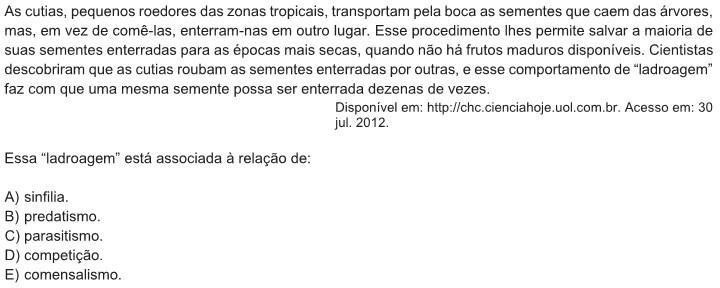 As cutias, pequenos roedores das zonas tropicais, transportam pela boca as sementes que caem das árvores,
mas, em vez de comê-las, enterram-nas em outro lugar. Esse procedimento lhes permite salvar a maioria de
suas sementes enterradas para as épocas mais secas, quando não há frutos maduros disponíveis. Cientistas
descobriram que as cutias roubam as sementes enterradas por outras, e esse comportamento de “ladroagem”
faz com que uma mesma semente possa ser enterrada dezenas de vezes.
Disponível em: http://chc.cienciahoje.uol.com.br. Acesso em: 30
jul. 2012.
Essa “ladroagem” está associada à relação de:
A) sinfilia.
B) predatismo.
C) parasitismo.
D) competição.
E) comensalismo.